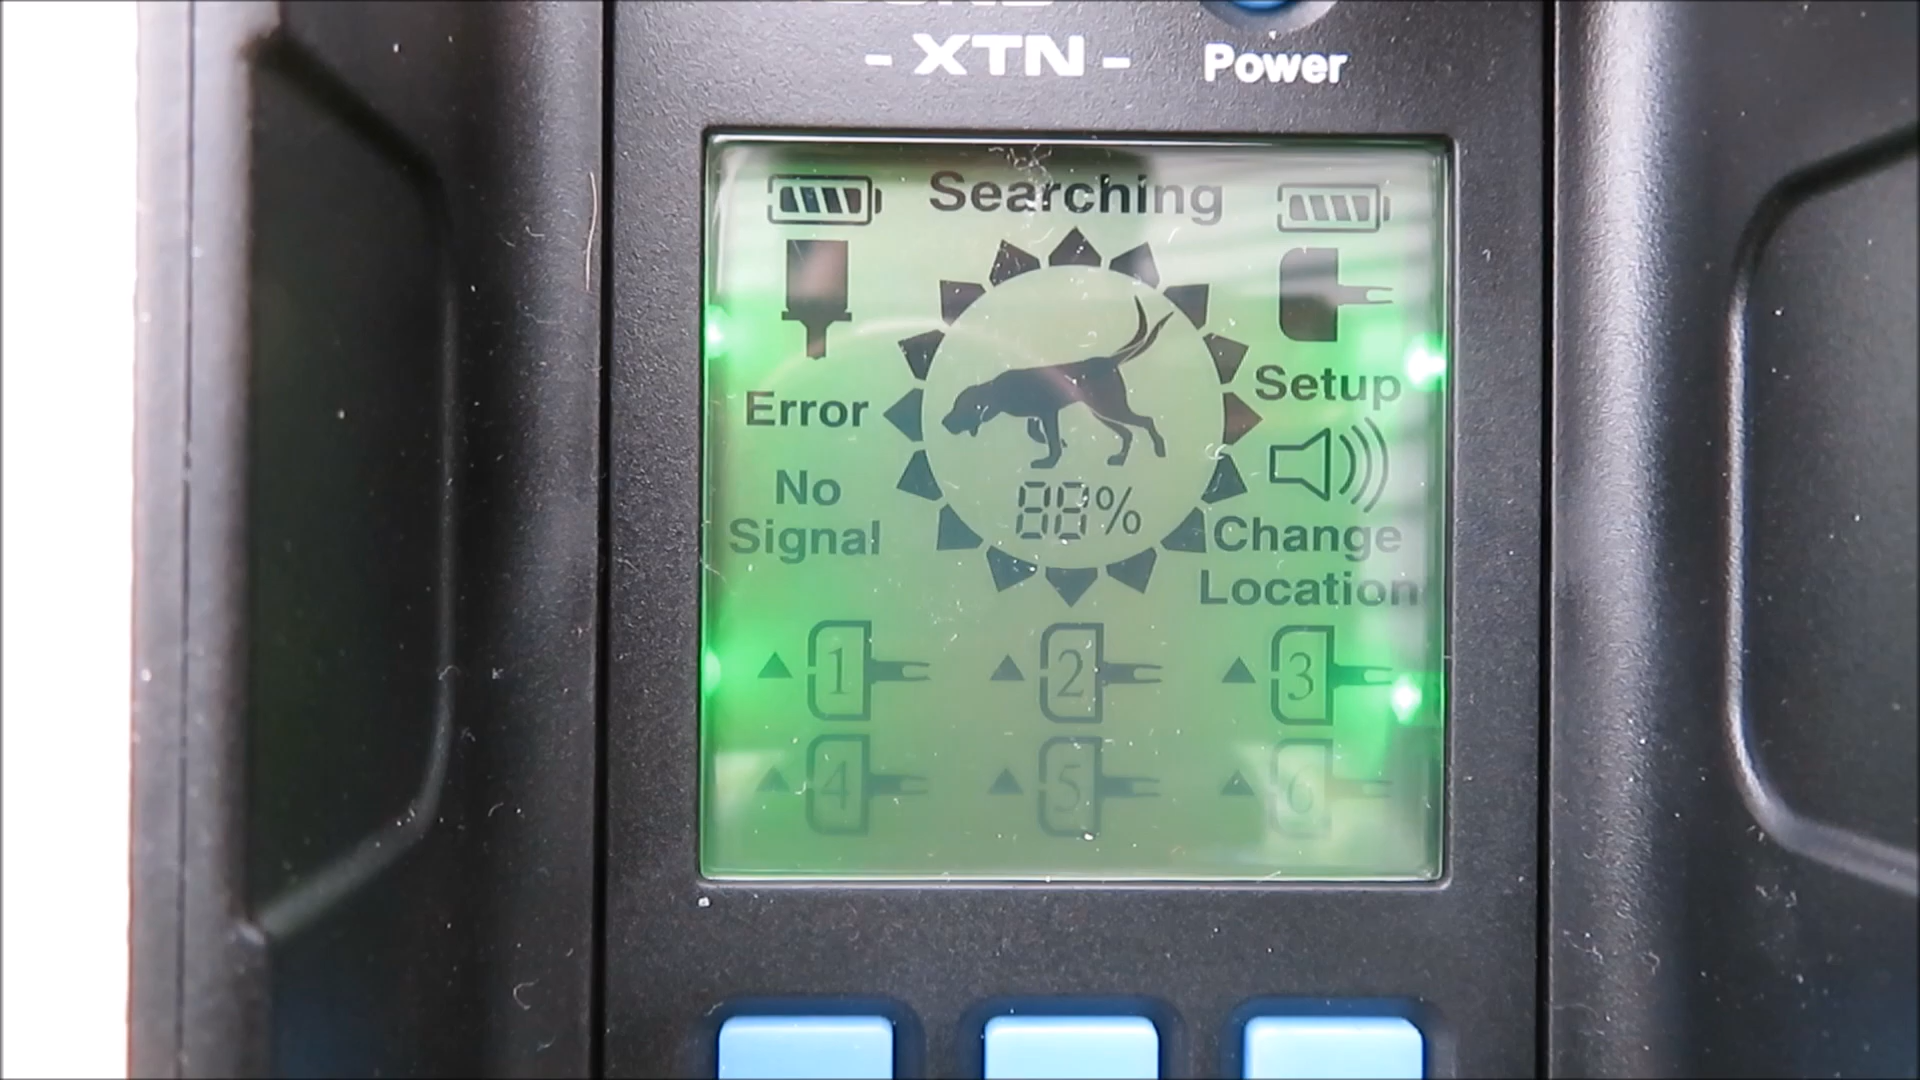 - XTN -
Power
Searching
Error
Setup
No
Signal
88%
Change
Location
1
2
3
4
5
6